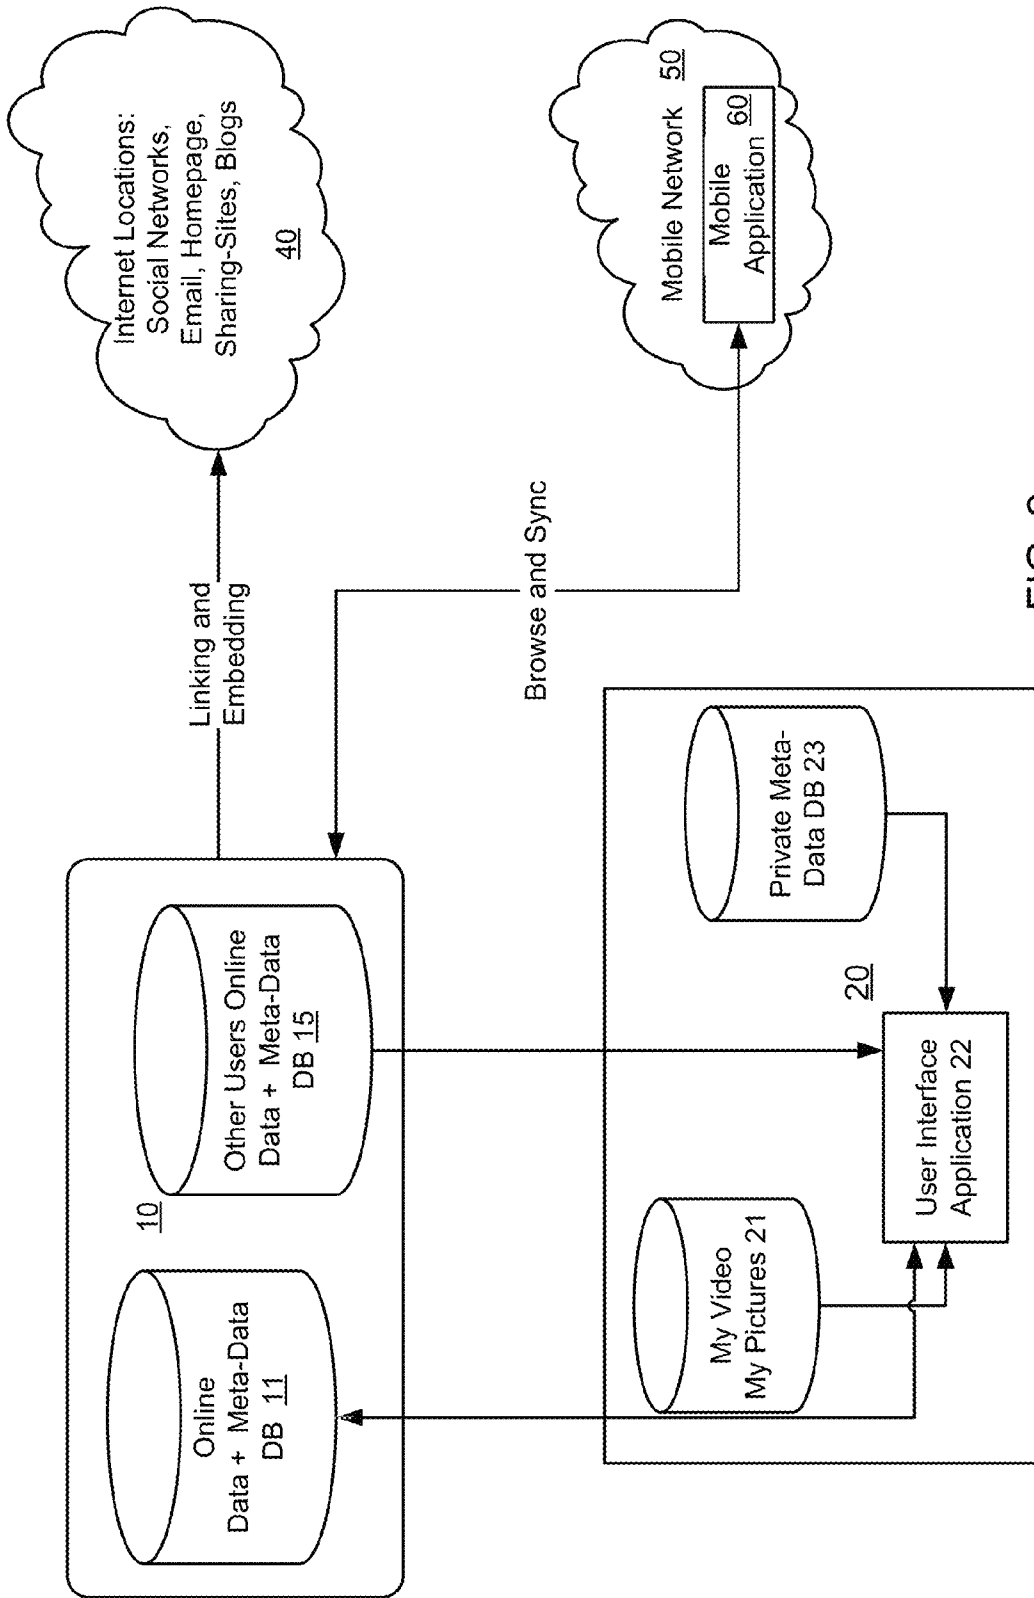 Internet Locations:
Social Networks,
Email, Homepage,
Sharing-Sites, Blogs
40
Linking and
Embedding
Mobile Network 50
Mobile 60
Application
Browse and Sync
10
Online
Data + Meta-Data
DB 11
Other Users Online
Data + Meta-Data
DB 15
My Video
My Pictures 21
Private Meta-
Data DB 23
20
User Interface
Application 22